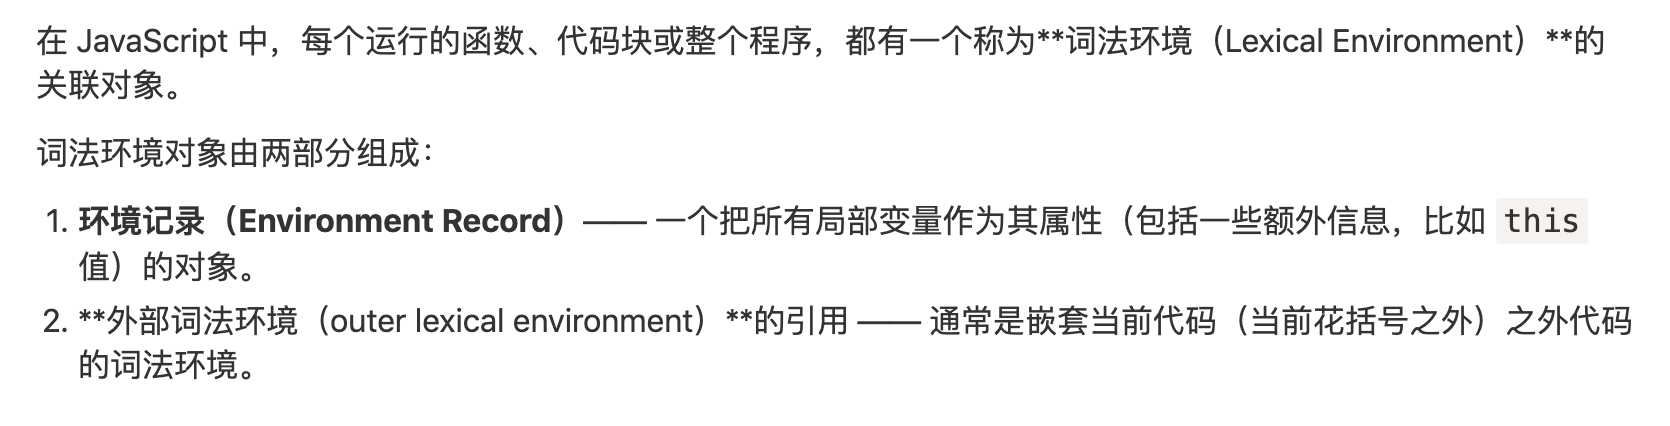 在 JavaScript 中，每个运行的函数、代码块或整个程序，都有一个称为**词法环境（Lexical Environment）**的
关联对象。
词法环境对象由两部分组成：
1. 环境记录（Environment Record）—— 一个把所有局部变量作为其属性（包括一些额外信息，比如 this
值）的对象。
2. **外部词法环境（outer lexical environment）**的引用 —— 通常是嵌套当前代码（当前花括号之外）之外代码
的词法环境。